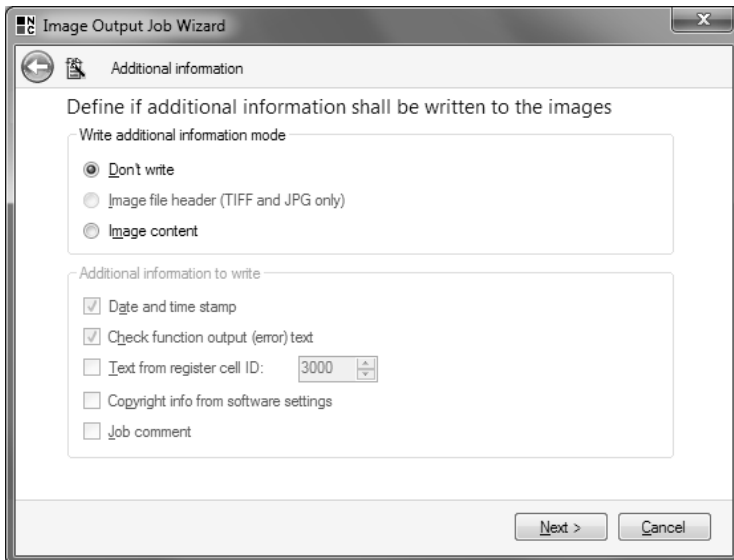 NC Image Output Job Wizard
x
Additional information
Define if additional information shall be written to the images
Write additional information mode
Don't write
Image file header (TIFF and JPG only)
Image content
Additional information to write
Date and time stamp
Check function output (error) text
Text from register cell ID: 3000
Copyright info from software settings
Job comment
Next > Cancel